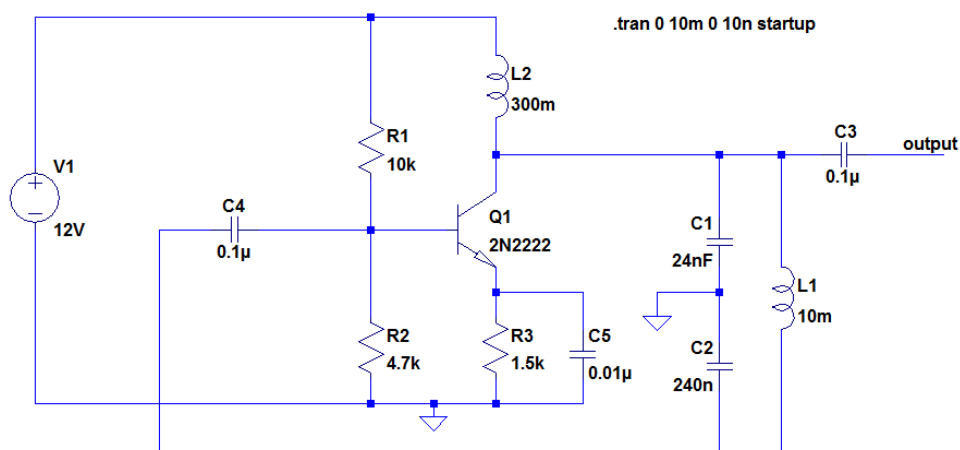 .tran 0 10m 0 10n startup
L2
300m
C3
output
0.1µ
R1
10k
V1
12V
C4
0.1µ
Q1
2N2222
C1
24nF
L1
10m
R2
4.7k
R3
1.5k
C5
0.01µ
C2
240n